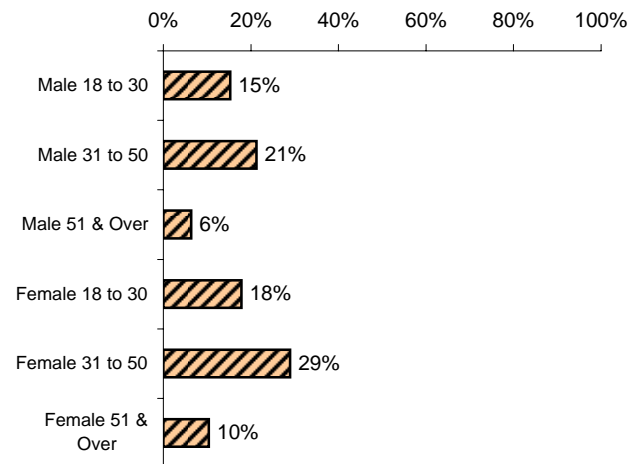 0% 20% 40% 60% 80% 100%
Male 18 to 30 15%
Male 31 to 50 21%
Male 51 & Over 6%
Female 18 to 30 18%
Female 31 to 50 29%
Female 51 &
Over 10%